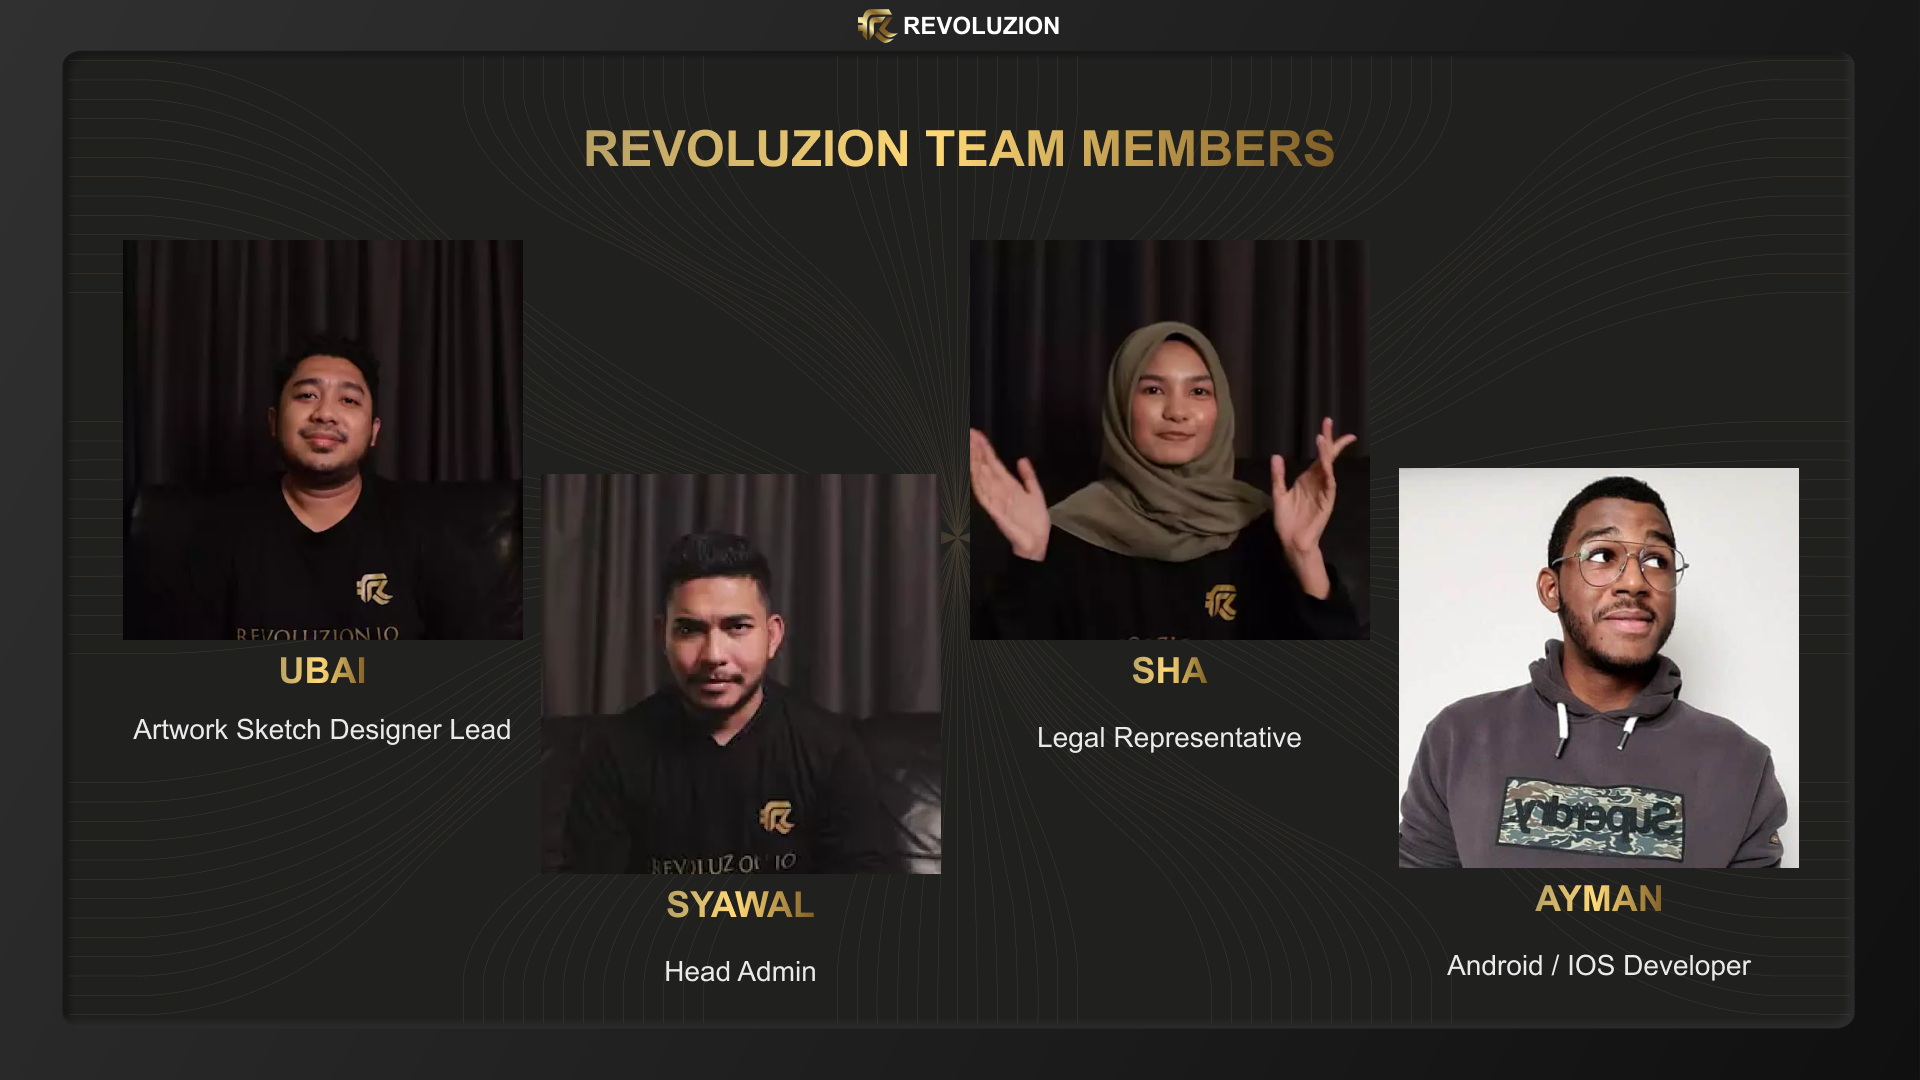 REVOLUZION
REVOLUZION TEAM MEMBERS
REVOLUZION IO
UBAI
Artwork Sketch Designer Lead
REVOLUZION IO
SYAWAL
Head Admin
SHA
Legal Representative
Superdry.
AYMAN
Android / IOS Developer